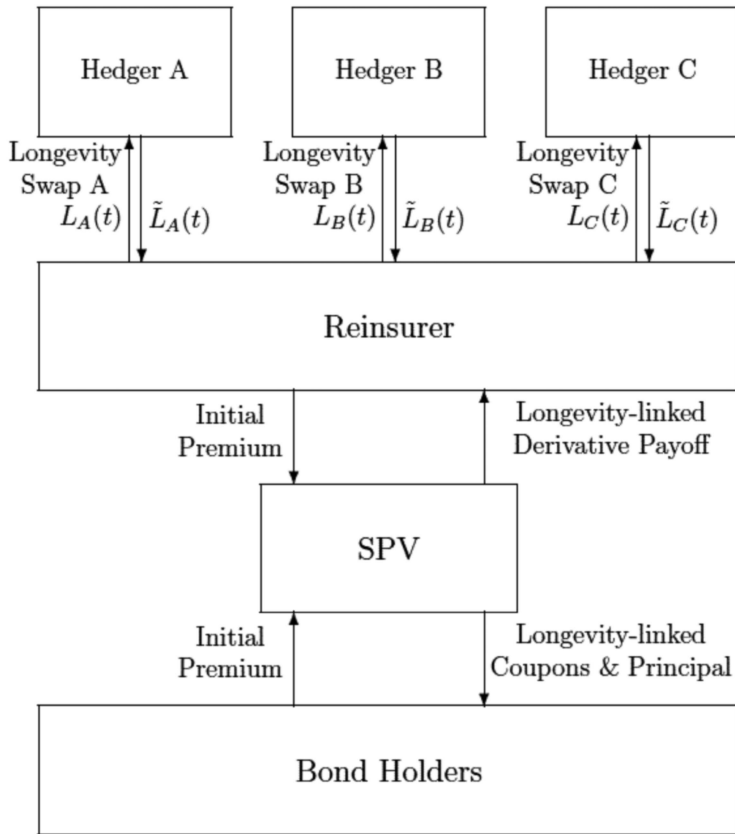 Hedger A
Hedger B
Hedger C
Longevity
Swap A
L_A(t)
L̃_A(t)
Longevity
Swap B
L_B(t)
L̃_B(t)
Longevity
Swap C
L_C(t)
L̃_C(t)
Reinsurer
Initial
Premium
Longevity-linked
Derivative Payoff
SPV
Initial
Premium
Longevity-linked
Coupons & Principal
Bond Holders